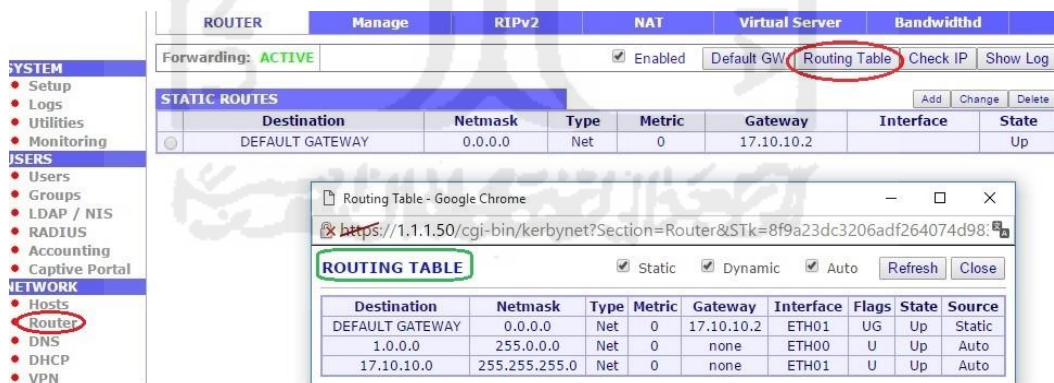 ROUTER Manage RIPv2 NAT Virtual Server Bandwidthd
Forwarding: ACTIVE Enabled Default GW Routing Table Check IP Show Log
SYSTEM
Setup
Logs
Utilities
Monitoring
USERS
Users
Groups
LDAP / NIS
RADIUS
Accounting
Captive Portal
NETWORK
Hosts
Router
DNS
DHCP
VPN
STATIC ROUTES Add Change Delete
Destination Netmask Type Metric Gateway Interface State
DEFAULT GATEWAY 0.0.0.0 Net 0 17.10.10.2 Up
Routing Table - Google Chrome
https://1.1.1.50/cgi-bin/kerbynet?Section=Router&STk=8f9a23dc3206adf264074d983
ROUTING TABLE Static Dynamic Auto Refresh Close
Destination Netmask Type Metric Gateway Interface Flags State Source
DEFAULT GATEWAY 0.0.0.0 Net 0 17.10.10.2 ETH01 UG Up Static
1.0.0.0 255.0.0.0 Net 0 none ETH00 U Up Auto
17.10.10.0 255.255.255.0 Net 0 none ETH01 U Up Auto